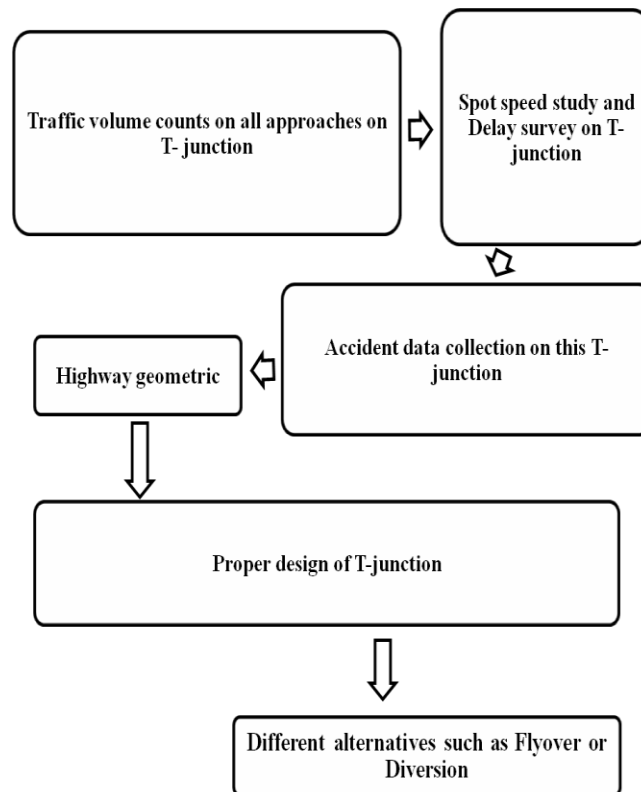 Traffic volume counts on all approaches on
T- junction
Spot speed study and
Delay survey on T-
junction
Accident data collection on this T-
junction
Highway geometric
Proper design of T-junction
Different alternatives such as Flyover or
Diversion